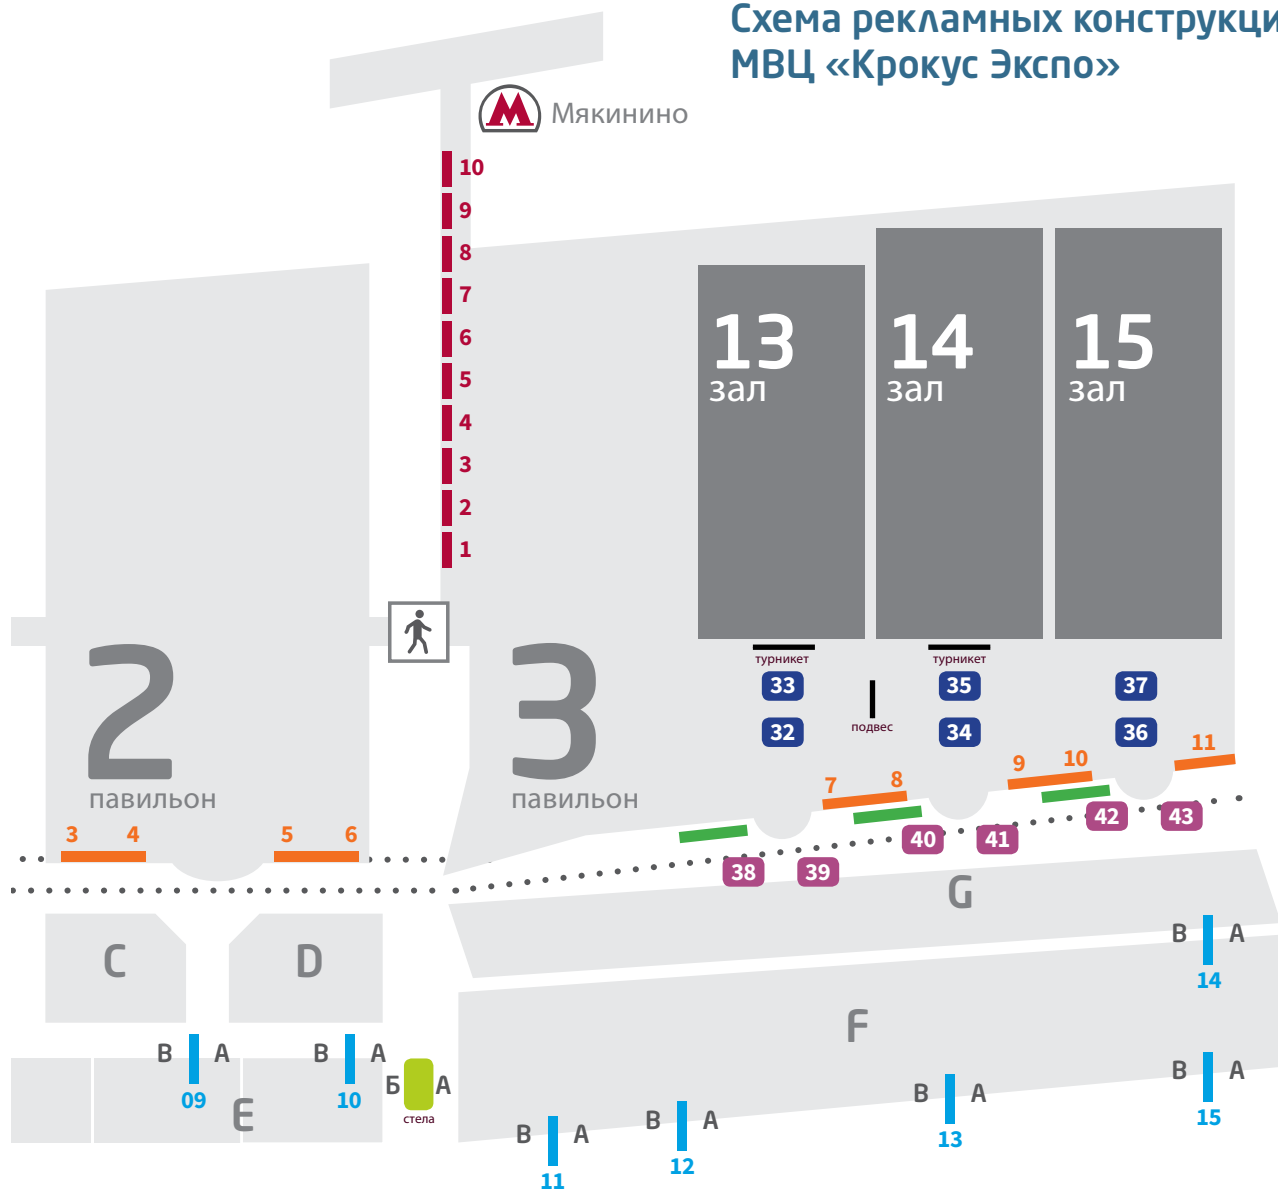 Схема рекламных конструкци
МВЦ «Крокус Экспо»
М Мякинино
10
9
8
7
6
5
4
3
2
1
13
зал
14
зал
15
зал
турникет
турникет
33
35
37
подвес
32
34
36
2
павильон
3
павильон
3
4
5
6
7
8
9
10
11
38
39
40
41
42
43
G
C
D
F
E
В А
14
В А
09
В А
10
Б А
стела
В А
11
В А
12
В А
13
В А
15